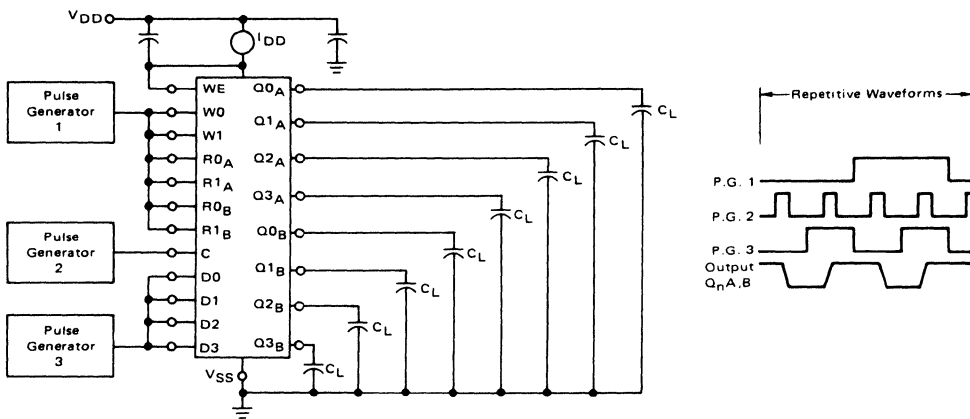 VDD
IDD
Pulse
Generator
1
Pulse
Generator
2
Pulse
Generator
3
WE
W0
W1
R0A
R1A
R0B
R1B
C
D0
D1
D2
D3
VSS
Q0A
Q1A
Q2A
Q3A
Q0B
Q1B
Q2B
Q3B
CL
CL
CL
CL
CL
CL
CL
CL
Repetitive Waveforms
P.G. 1
P.G. 2
P.G. 3
Output
QnA,B